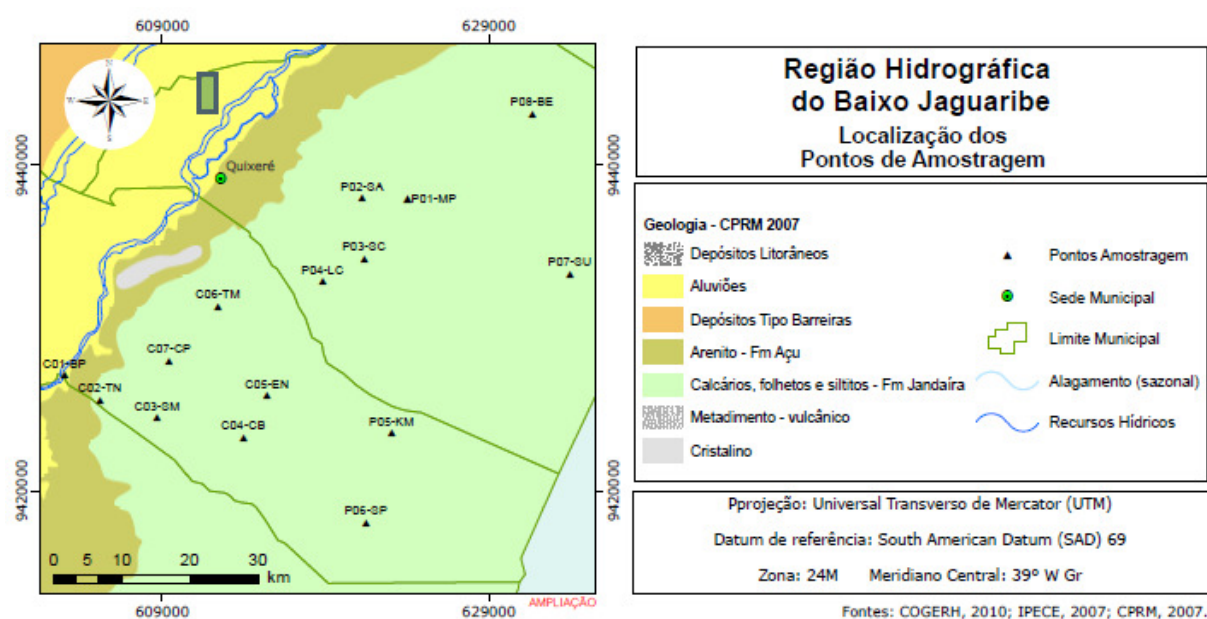 609000
629000
N
W
E
S
P08-BE
9440000
Quixeré
P02-SA
P01-MP
P03-SC
P04-LC
P07-SU
C06-TM
C07-CP
C01-BP
C02-TN
C05-EN
C03-SM
C04-CB
P05-KM
9420000
P06-SP
0 5 10 20 30
km
AMPLIAÇÃO
609000
629000
9440000
9420000
Região Hidrográfica
do Baixo Jaguaribe
Localização dos
Pontos de Amostragem
Geologia - CPRM 2007
Depósitos Litorâneos
Aluviões
Depósitos Tipo Barreiras
Arenito - Fm Açu
Calcários, folhetos e siltitos - Fm Jandaíra
Metadimento - vulcânico
Cristalino
Pontos Amostragem
Sede Municipal
Limite Municipal
Alagamento (sazonal)
Recursos Hídricos
Pprojeção: Universal Transverso de Mercator (UTM)
Datum de referência: South American Datum (SAD) 69
Zona: 24M Meridiano Central: 39º W Gr
Fontes: COGERH, 2010; IPECE, 2007; CPRM, 2007.